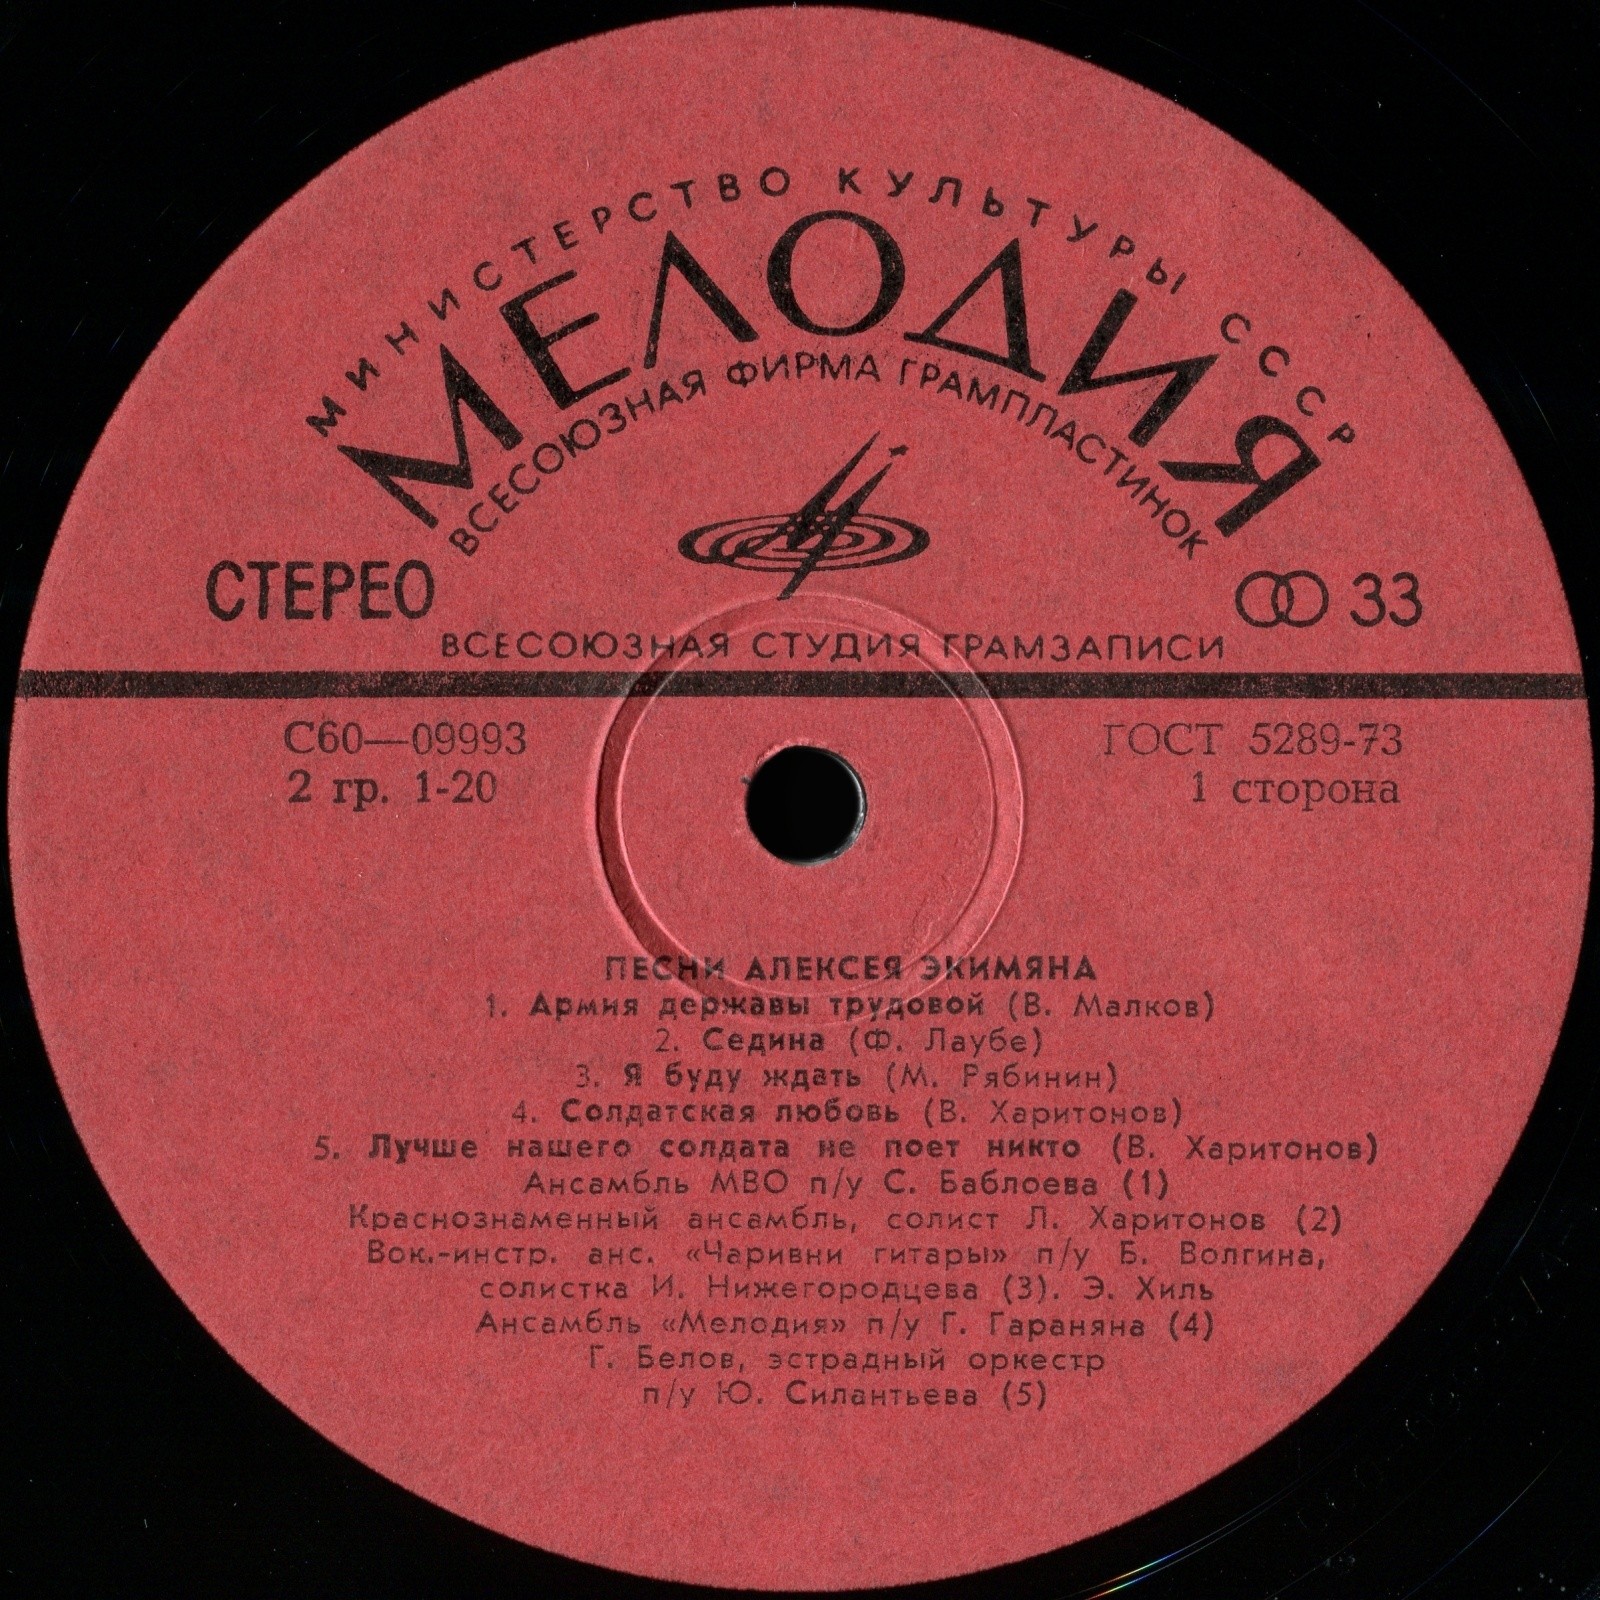 МИНИСТЕРСТВО КУЛЬТУРЫ СССР
МЕЛОДИЯ
ВСЕСОЮЗНАЯ ФИРМА ГРАМПЛАСТИНОК
СТЕРЕО
33
ВСЕСОЮЗНАЯ СТУДИЯ ГРАМЗАПИСИ
С60—09993
ГОСТ 5289-73
2 гр. 1-20
1 сторона
ПЕСНИ АЛЕКСЕЯ ЭКИМЯНА
1. Армия державы трудовой (В. Малков)
2. Седина (Ф. Лаубе)
3. Я буду ждать (М. Рябинин)
4. Солдатская любовь (В. Харитонов)
5. Лучше нашего солдата не поет никто (В. Харитонов)
Ансамбль МВО п/у С. Баблоева (1)
Краснознаменный ансамбль, солист Л. Харитонов (2)
Вок.-инстр. анс. «Чаривни гитары» п/у Б. Волгина,
солистка И. Нижегородцева (3). Э. Хиль
Ансамбль «Мелодия» п/у Г. Гараняна (4)
Г. Белов, эстрадный оркестр
п/у Ю. Силантьева (5)